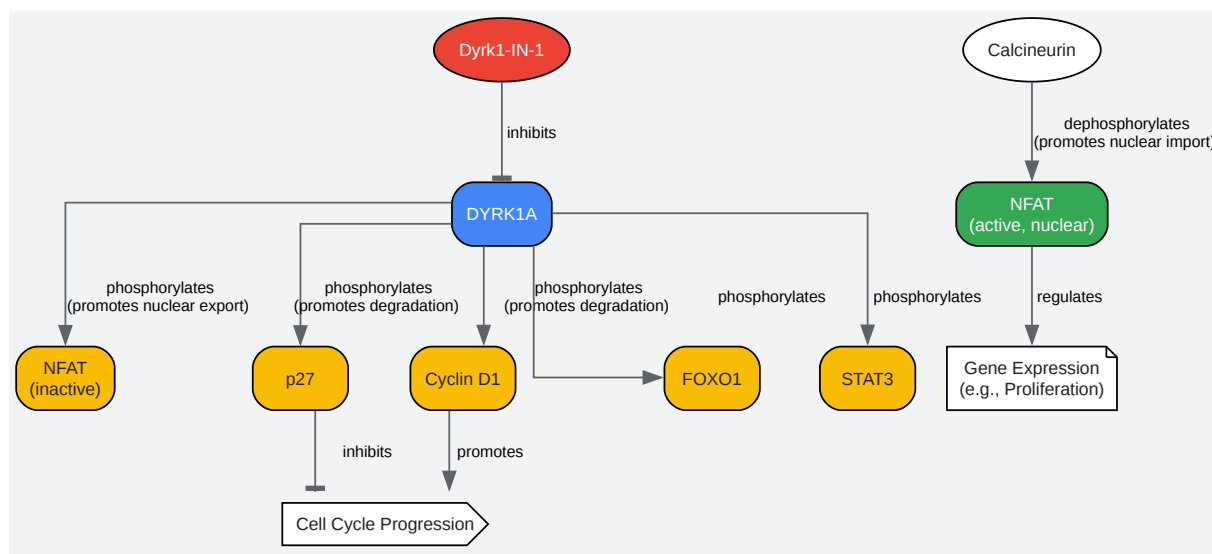 Dyrk1-IN-1
Calcineurin
inhibits
dephosphorylates
(promotes nuclear import)
DYRK1A
NFAT
(active, nuclear)
phosphorylates
(promotes nuclear export)
phosphorylates
(promotes degradation)
phosphorylates
(promotes degradation)
phosphorylates
phosphorylates
regulates
NFAT
(inactive)
p27
Cyclin D1
FOXO1
STAT3
Gene Expression
(e.g., Proliferation)
inhibits
promotes
Cell Cycle Progression